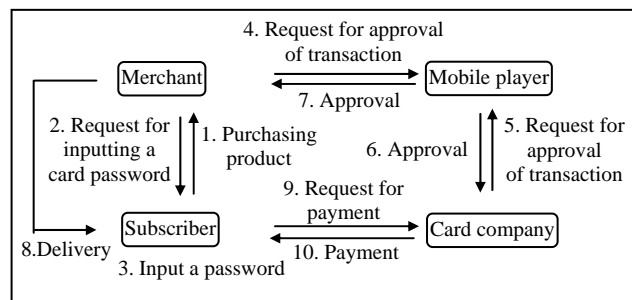 4. Request for approval
of transaction
Merchant
Mobile player
7. Approval
2. Request for
inputting a
card password
1. Purchasing
product
6. Approval
5. Request for
approval
of transaction
9. Request for
payment
Subscriber
Card company
8.Delivery
10. Payment
3. Input a password